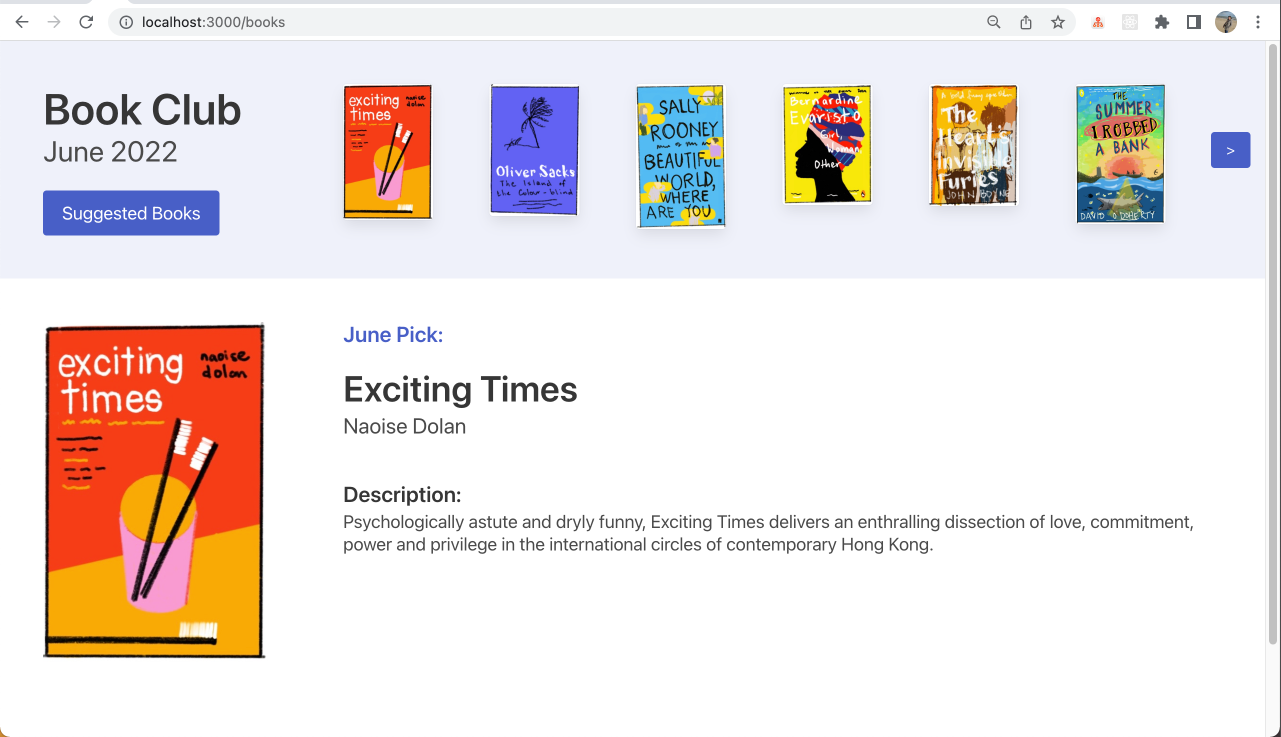 localhost:3000/books
Book Club
June 2022
Suggested Books
exciting
times
naoise
dolan
Oliver Sacks
The Island of
the Colour-blind
SALLY
ROONEY
BEAUTIFUL
WORLD,
WHERE
ARE YOU
Bernardine
Evaristo
Girl,
Woman,
Other
The
Heart's
Invisible
Furies
JOHN BOYNE
THE
SUMMER
I ROBBED
A BANK
DAVID O'DOHERTY
>
exciting
times
naoise
dolan
June Pick:
Exciting Times
Naoise Dolan
Description:
Psychologically astute and dryly funny, Exciting Times delivers an enthralling dissection of love, commitment,
power and privilege in the international circles of contemporary Hong Kong.